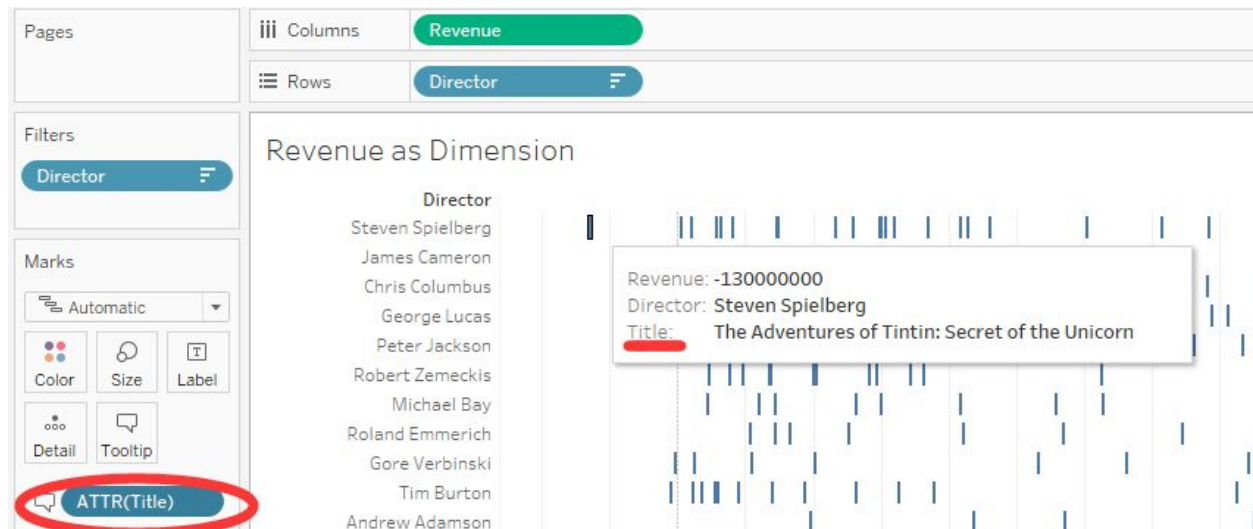 Pages
iii Columns
Revenue
Rows
Director
Filters
Director
Revenue as Dimension
Director
Steven Spielberg
James Cameron
Chris Columbus
George Lucas
Peter Jackson
Robert Zemeckis
Michael Bay
Roland Emmerich
Gore Verbinski
Tim Burton
Andrew Adamson
Revenue: -130000000
Director: Steven Spielberg
Title: The Adventures of Tintin: Secret of the Unicorn
Marks
Automatic
Color Size Label
Detail Tooltip
ATTR(Title)